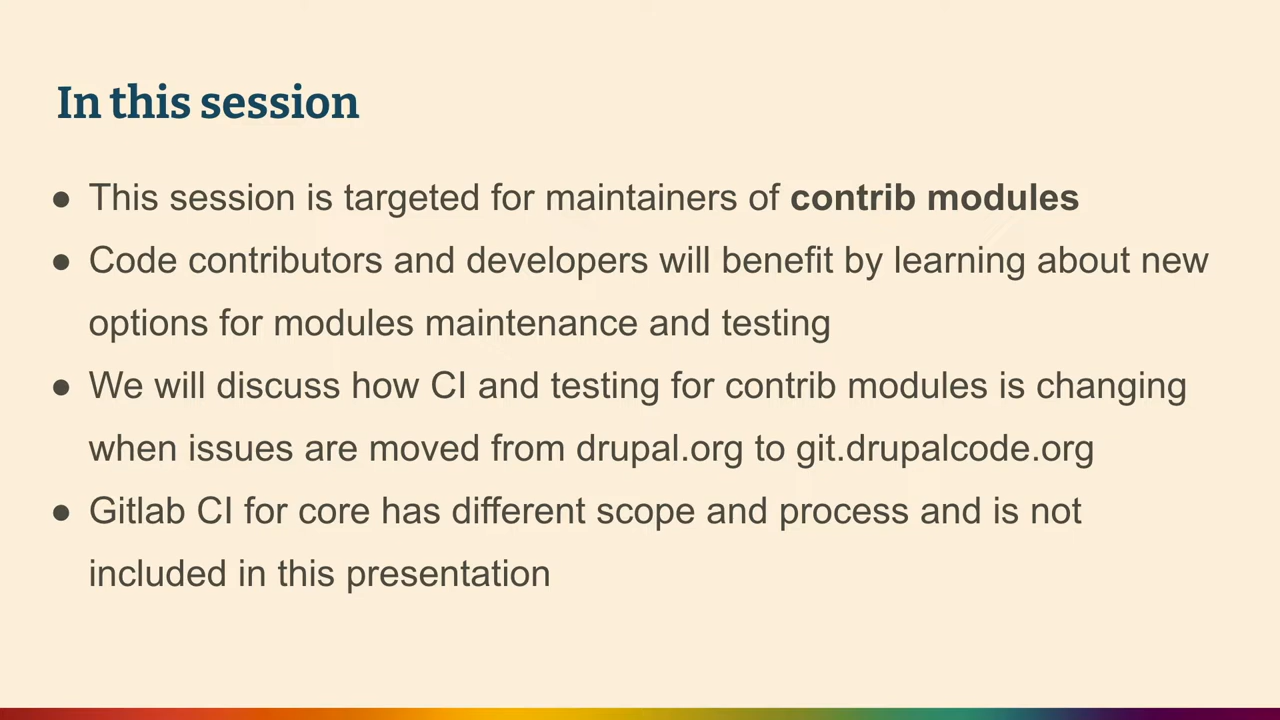 In this session
● This session is targeted for maintainers of contrib modules
● Code contributors and developers will benefit by learning about new
options for modules maintenance and testing
● We will discuss how CI and testing for contrib modules is changing
when issues are moved from drupal.org to git.drupalcode.org
● Gitlab CI for core has different scope and process and is not
included in this presentation